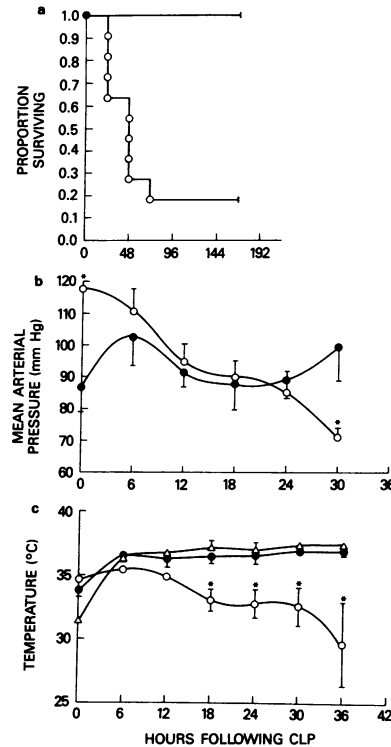 a
1.0
0.9
0.8
0.7
0.6
0.5
0.4
0.3
0.2
0.1
0.0
PROPORTION
SURVIVING
0 48 96 144 192
b
120
110
100
90
80
70
60
MEAN ARTERIAL
PRESSURE (mm Hg)
*
*
0 6 12 18 24 30 36
c
40
35
31
25
TEMPERATURE (°C)
* * * *
0 6 12 18 24 30 36 42
HOURS FOLLOWING CLP